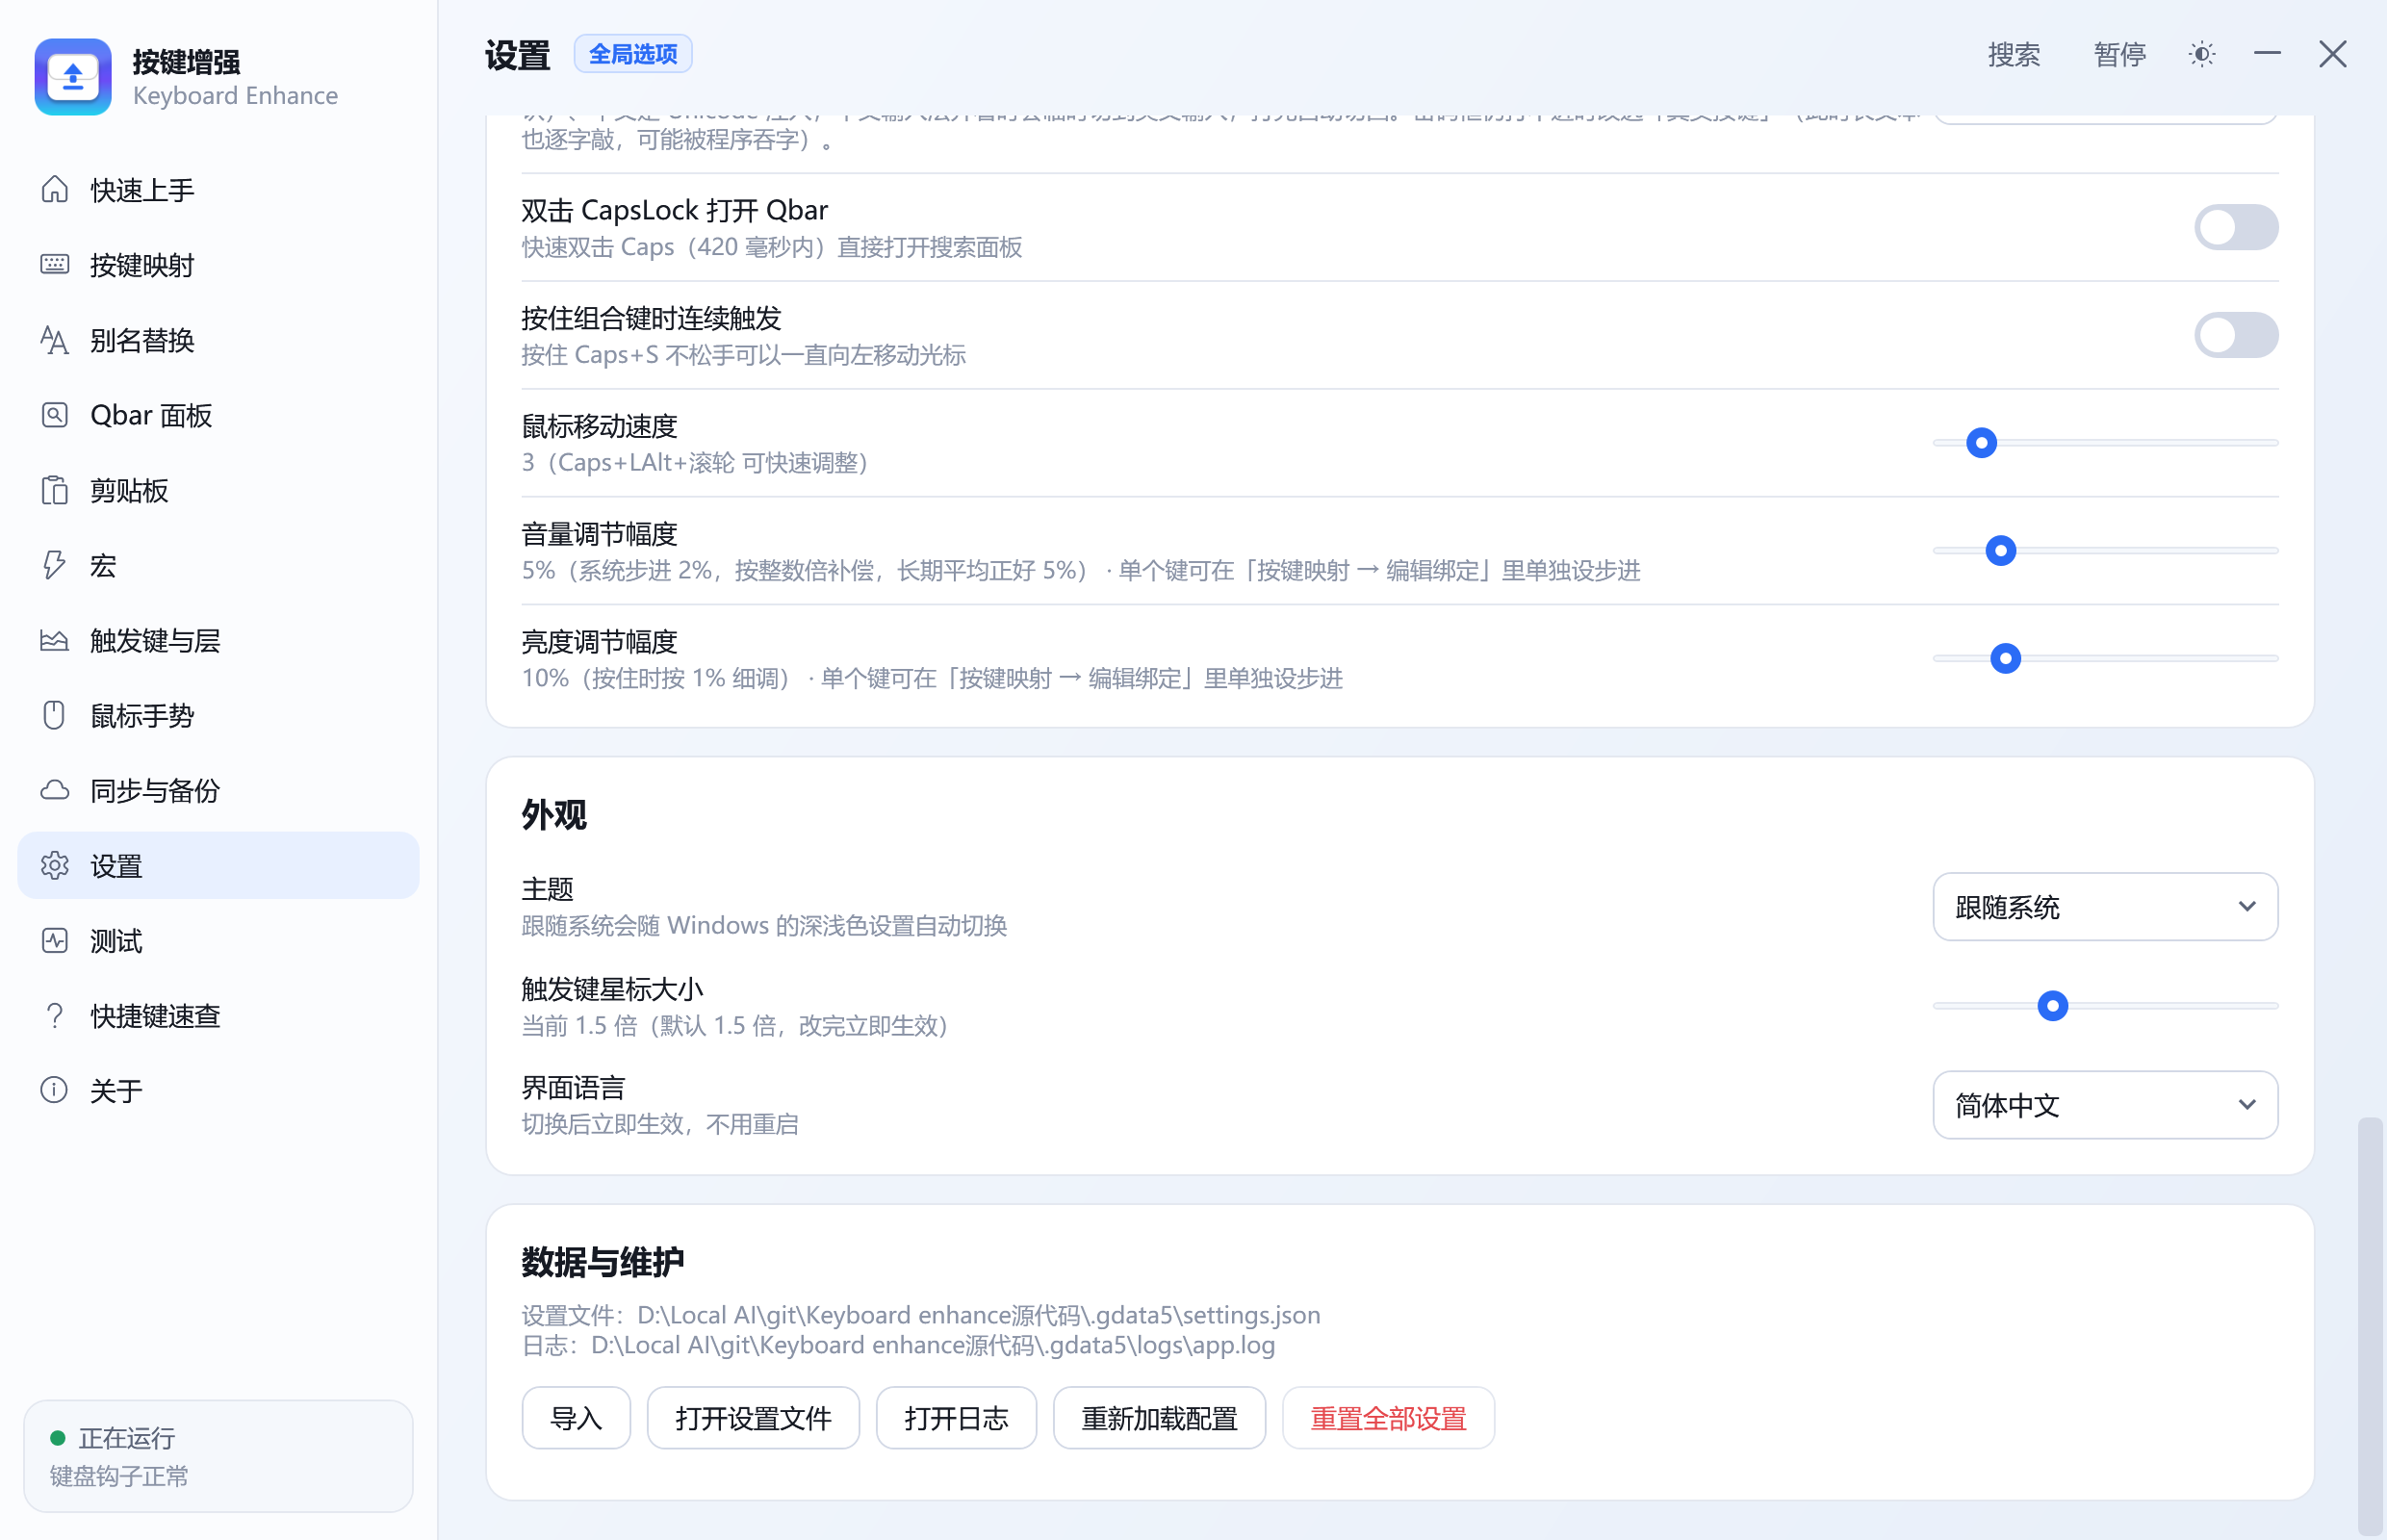 按键增强
Keyboard Enhance
快速上手
按键映射
别名替换
Qbar 面板
剪贴板
宏
触发键与层
鼠标手势
同步与备份
设置
测试
快捷键速查
关于
正在运行
键盘钩子正常
设置
全局选项
搜索
暂停
也逐字敲，可能被程序吞字）。
双击 CapsLock 打开 Qbar
快速双击 Caps（420 毫秒内）直接打开搜索面板
按住组合键时连续触发
按住 Caps+S 不松手可以一直向左移动光标
鼠标移动速度
3（Caps+LAlt+滚轮 可快速调整）
音量调节幅度
5%（系统步进 2%，按整数倍补偿，长期平均正好 5%） · 单个键可在「按键映射 → 编辑绑定」里单独设步进
亮度调节幅度
10%（按住时按 1% 细调） · 单个键可在「按键映射 → 编辑绑定」里单独设步进
外观
主题
跟随系统会随 Windows 的深浅色设置自动切换
跟随系统
触发键星标大小
当前 1.5 倍（默认 1.5 倍，改完立即生效）
界面语言
切换后立即生效，不用重启
简体中文
数据与维护
设置文件：D:\Local AI\git\Keyboard enhance源代码\.gdata5\settings.json
日志：D:\Local AI\git\Keyboard enhance源代码\.gdata5\logs\app.log
导入
打开设置文件
打开日志
重新加载配置
重置全部设置